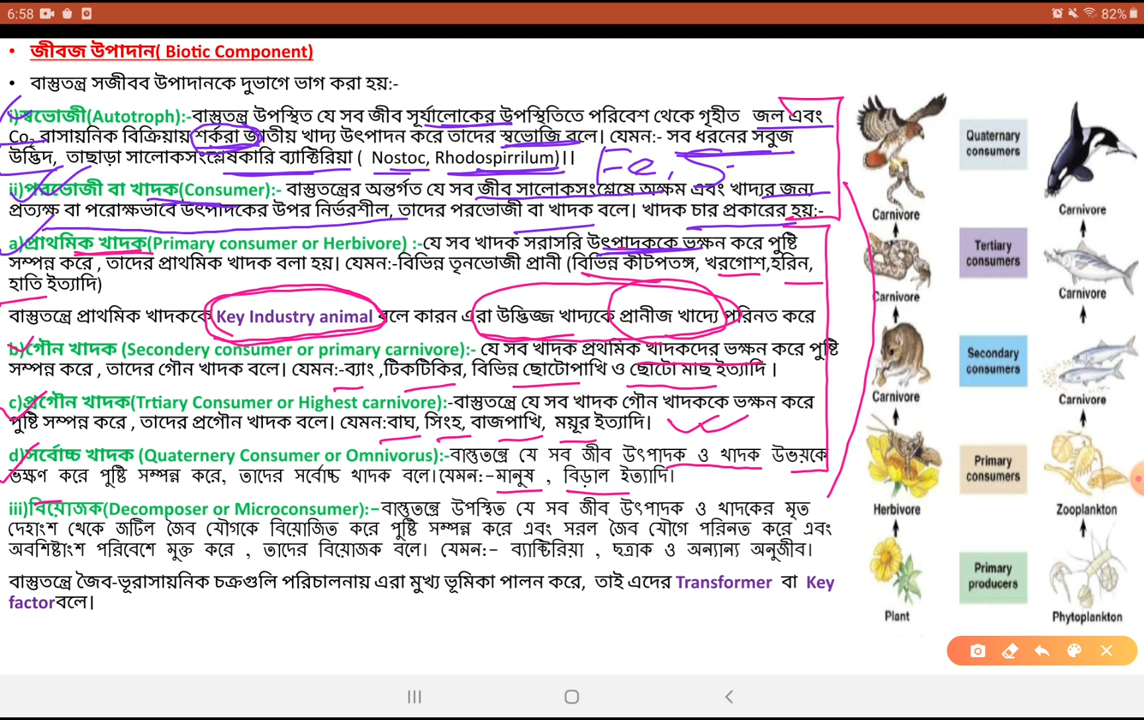 6:58
82%
• জীবজ উপাদান( Biotic Component)
• বাস্তুতন্ত্র সজীবব উপাদানকে দুভাগে ভাগ করা হয়:-
i)স্বভোজী(Autotroph):-বাস্তুতন্ত্র উপস্থিত যে সব জীব সূর্যালোকের উপস্থিতিতে পরিবেশ থেকে গৃহীত জল এবং
Co2 রাসায়নিক বিক্রিয়ায় শর্করা জাতীয় খাদ্য উৎপাদন করে তাদের স্বভোজি বলে। যেমন:- সব ধরনের সবুজ
উদ্ভিদ, তাছাড়া সালোকসংশ্লেষকারি ব্যাক্টিরিয়া ( Nostoc, Rhodospirrilum)।।
Fe, S
ii)পরভোজী বা খাদক(Consumer):- বাস্তুতন্ত্রের অন্তর্গত যে সব জীব সালোকসংশ্লেষে অক্ষম এবং খাদ্যর জন্য
প্রত্যক্ষ বা পরোক্ষভাবে উৎপাদকের উপর নির্ভরশীল, তাদের পরভোজী বা খাদক বলে। খাদক চার প্রকারের হয়:-
a)প্রাথমিক খাদক(Primary consumer or Herbivore) :-যে সব খাদক সরাসরি উৎপাদককে ভক্ষন করে পুষ্টি
সম্পন্ন করে , তাদের প্রাথমিক খাদক বলা হয়। যেমন:-বিভিন্ন তৃনভোজী প্রানী (বিভিন্ন কীটপতঙ্গ, খরগোশ,হরিন,
হাতি ইত্যাদি)
বাস্তুতন্ত্রে প্রাথমিক খাদককে Key Industry animal বলে কারন এরা উদ্ভিজ্জ খাদ্যকে প্রানীজ খাদ্যে পরিনত করে
b)গৌন খাদক (Secondery consumer or primary carnivore):- যে সব খাদক প্রথমিক খাদকদের ভক্ষন করে পুষ্টি
সম্পন্ন করে , তাদের গৌন খাদক বলে। যেমন:-ব্যাং ,টিকটিকির, বিভিন্ন ছোটোপাখি ও ছোটো মাছ ইত্যাদি ।
c)প্রগৌন খাদক(Trtiary Consumer or Highest carnivore):-বাস্তুতন্ত্রে যে সব খাদক গৌন খাদককে ভক্ষন করে
পুষ্টি সম্পন্ন করে , তাদের প্রগৌন খাদক বলে। যেমন:বাঘ, সিংহ, বাজপাখি, ময়ূর ইত্যাদি।
d)সর্বোচ্চ খাদক (Quaternery Consumer or Omnivorus):-বাস্তুতন্ত্রে যে সব জীব উৎপাদক ও খাদক উভয়কে
ভক্ষণ করে পুষ্টি সম্পন্ন করে, তাদের সর্বোচ্চ খাদক বলে।যেমন:-মানুষ , বিড়াল ইত্যাদি।
iii)বিয়োজক(Decomposer or Microconsumer):-বাস্তুতন্ত্রে উপস্থিত যে সব জীব উৎপাদক ও খাদকের মৃত
দেহাংশ থেকে জটিল জৈব যৌগকে বিয়োজিত করে পুষ্টি সম্পন্ন করে এবং সরল জৈব যৌগে পরিনত করে এবং
অবশিষ্টাংশ পরিবেশে মুক্ত করে , তাদের বিয়োজক বলে। যেমন:- ব্যাক্টিরিয়া , ছত্রাক ও অন্যান্য অনুজীব।
বাস্তুতন্ত্রে জৈব-ভূরাসায়নিক চক্রগুলি পরিচালনায় এরা মুখ্য ভূমিকা পালন করে, তাই এদের Transformer বা Key
factorবলে।
Quaternary
consumers
Carnivore
Carnivore
Tertiary
consumers
Carnivore
Carnivore
Secondary
consumers
Carnivore
Carnivore
Primary
consumers
Herbivore
Zooplankton
Primary
producers
Plant
Phytoplankton